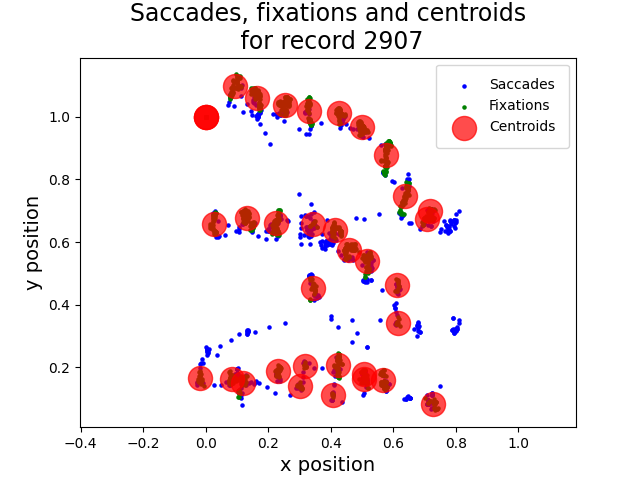 Saccades, fixations and centroids
for record 2907
Saccades
Fixations
Centroids
y position
1.0
0.8
0.6
0.4
0.2
−0.4 −0.2 0.0 0.2 0.4 0.6 0.8 1.0
x position